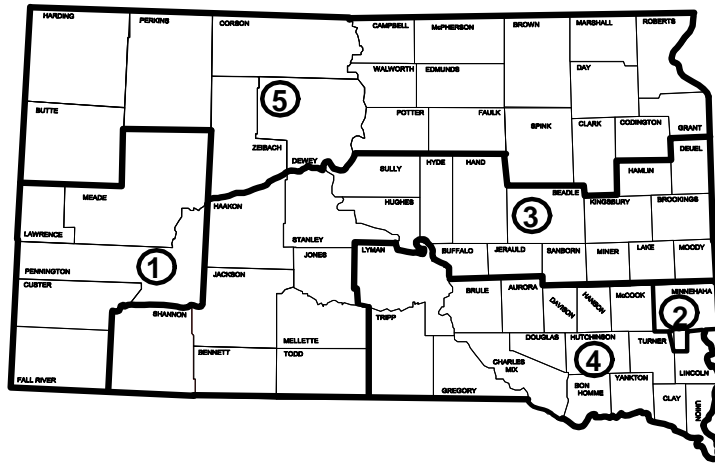 HARDING
PERKINS
CORSON
CAMPBELL
McPHERSON
BROWN
MARSHALL
ROBERTS
WALWORTH
EDMUNDS
DAY
5
BUTTE
POTTER
FAULK
SPINK
CLARK
CODINGTON
GRANT
ZEIBACH
DEWEY
SULLY
HYDE
HAND
HAMLIN
DEUEL
MEADE
HAAKON
HUGHES
BEADLE
KINGSBURY
BROOKINGS
3
LAWRENCE
STANLEY
JONES
LYMAN
BUFFALO
JERAULD
SANBORN
MINER
LAKE
MOODY
1
PENNINGTON
CUSTER
JACKSON
BRULE
AURORA
DAVISON
HANSON
McCOOK
MINNEHAHA
2
SHANNON
TRIPP
MELLETTE
DOUGLAS
HUTCHINSON
TURNER
BENNETT
TODD
4
CHARLES
MIX
LINCOLN
FALL RIVER
GREGORY
BON
HOMME
YANKTON
CLAY
UNION